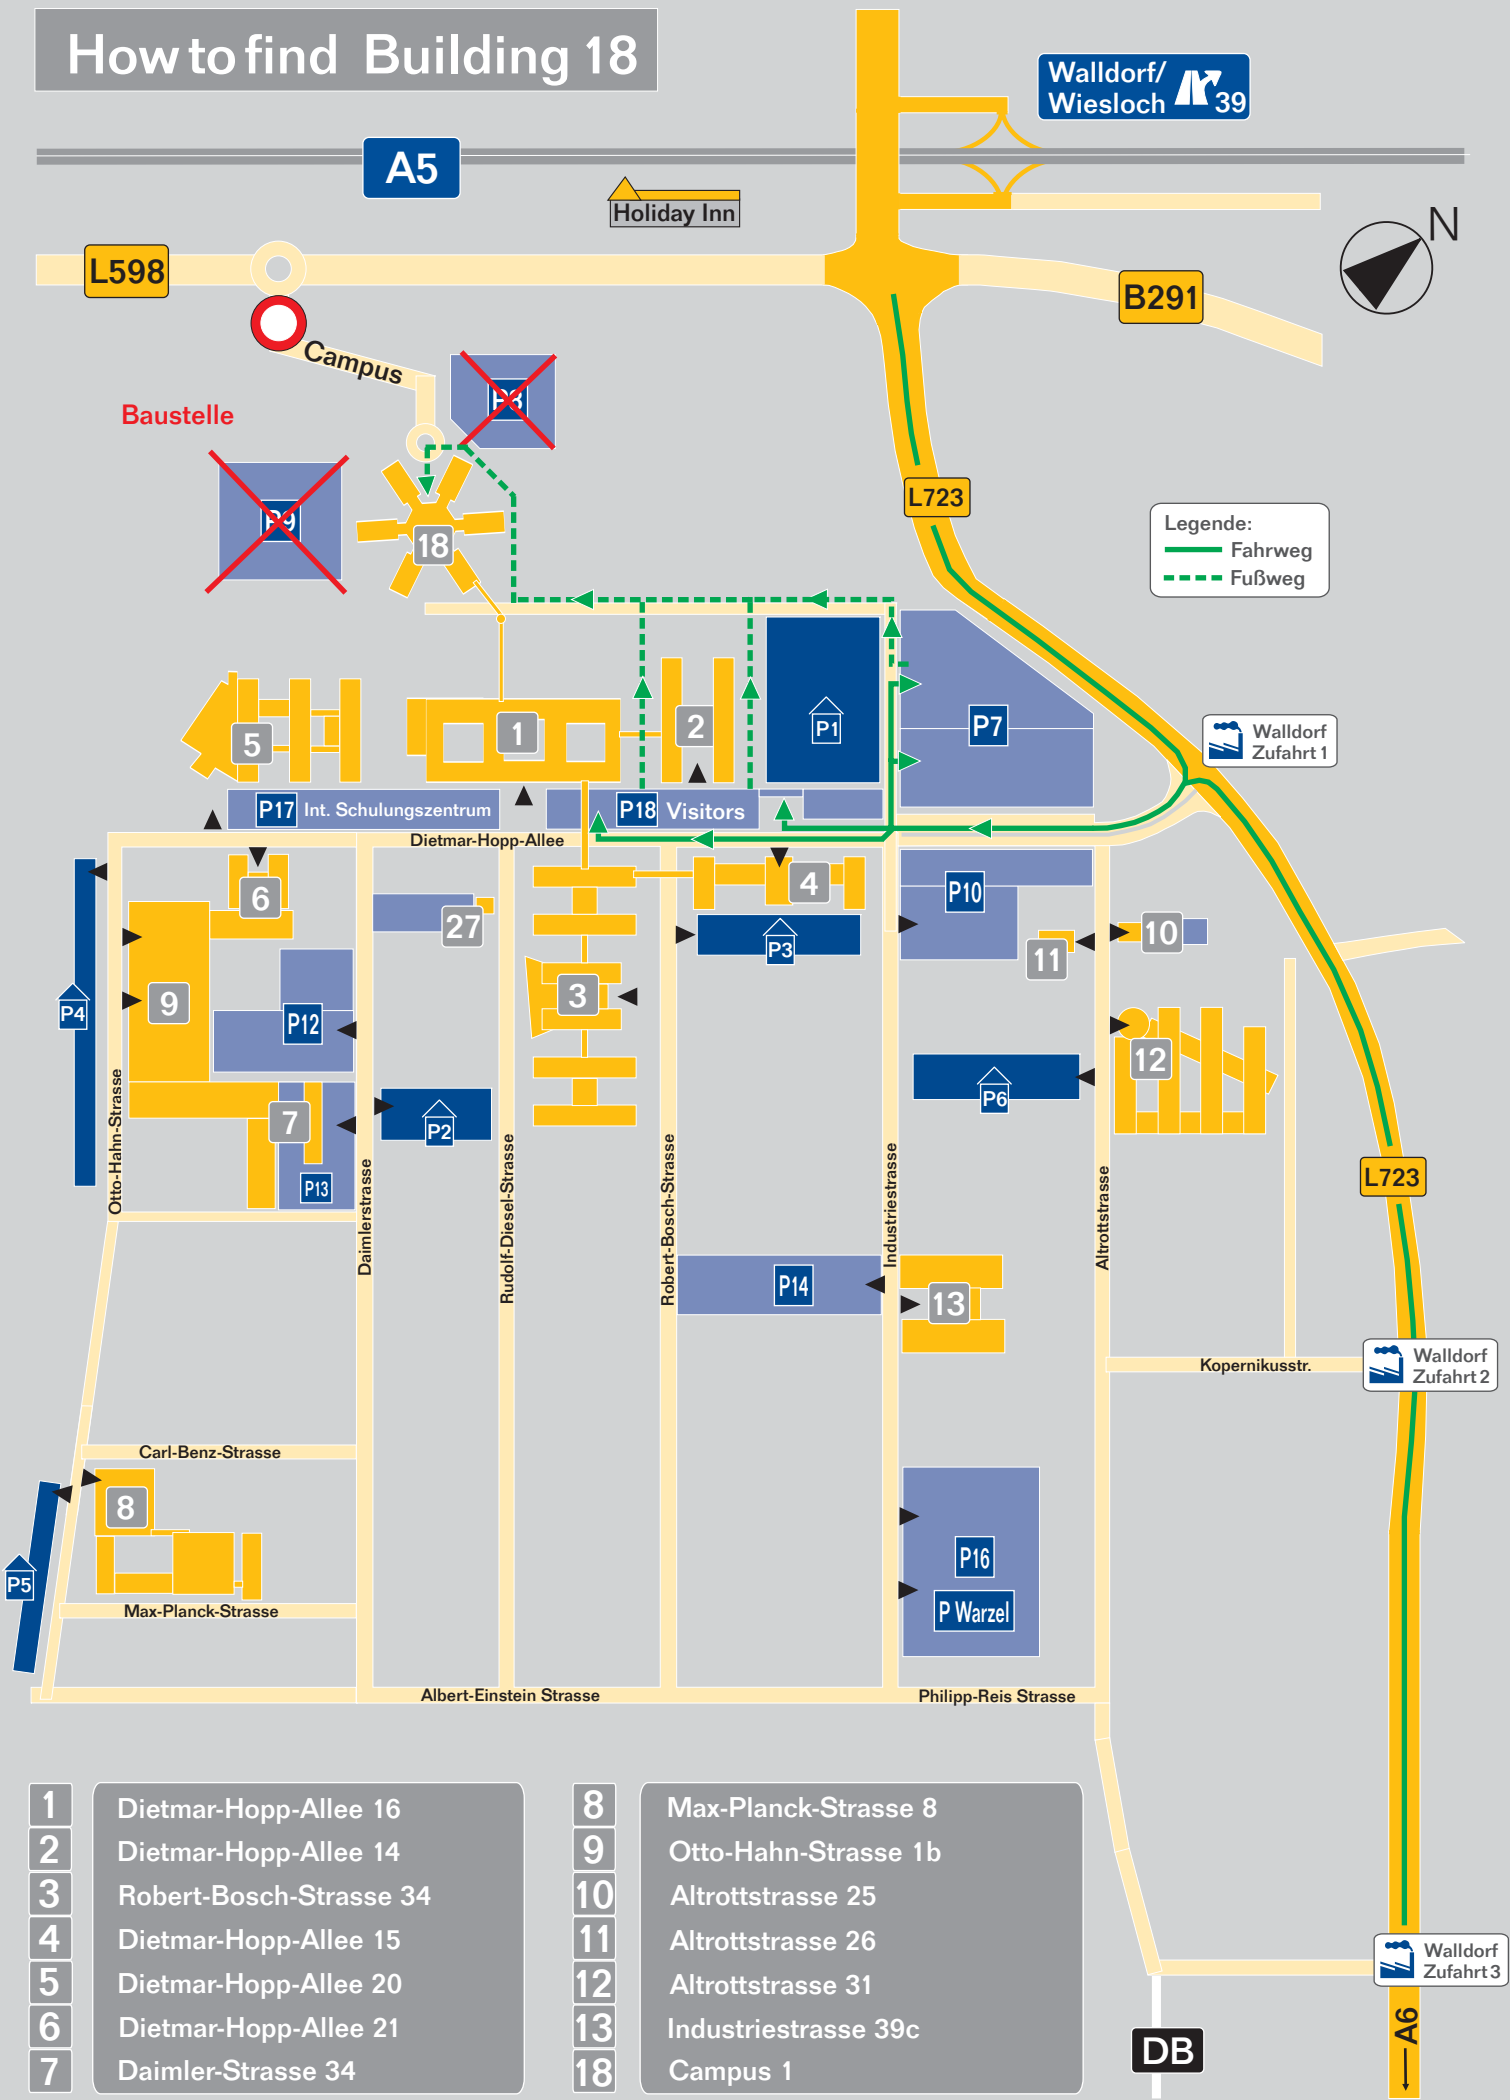 How to find Building 18
Walldorf/
Wiesloch
39
A5
Holiday Inn
N
L598
B291
Campus
P8
Baustelle
P9
18
L723
Legende:
Fahrweg
Fußweg
5
1
2
P1
P7
Walldorf
Zufahrt 1
P17 Int. Schulungszentrum
P18 Visitors
Dietmar-Hopp-Allee
6
27
4
P10
10
P3
11
9
P4
P12
3
12
7
P2
P6
P13
Otto-Hahn-Strasse
Daimlerstrasse
Rudolf-Diesel-Strasse
Robert-Bosch-Strasse
Industriestrasse
Altrottstrasse
L723
P14
13
Kopernikusstr.
Walldorf
Zufahrt 2
Carl-Benz-Strasse
8
P5
P16
P Warzel
Max-Planck-Strasse
Albert-Einstein Strasse
Philipp-Reis Strasse
1 Dietmar-Hopp-Allee 16
2 Dietmar-Hopp-Allee 14
3 Robert-Bosch-Strasse 34
4 Dietmar-Hopp-Allee 15
5 Dietmar-Hopp-Allee 20
6 Dietmar-Hopp-Allee 21
7 Daimler-Strasse 34
8 Max-Planck-Strasse 8
9 Otto-Hahn-Strasse 1b
10 Altrottstrasse 25
11 Altrottstrasse 26
12 Altrottstrasse 31
13 Industriestrasse 39c
18 Campus 1
Walldorf
Zufahrt 3
A6
DB